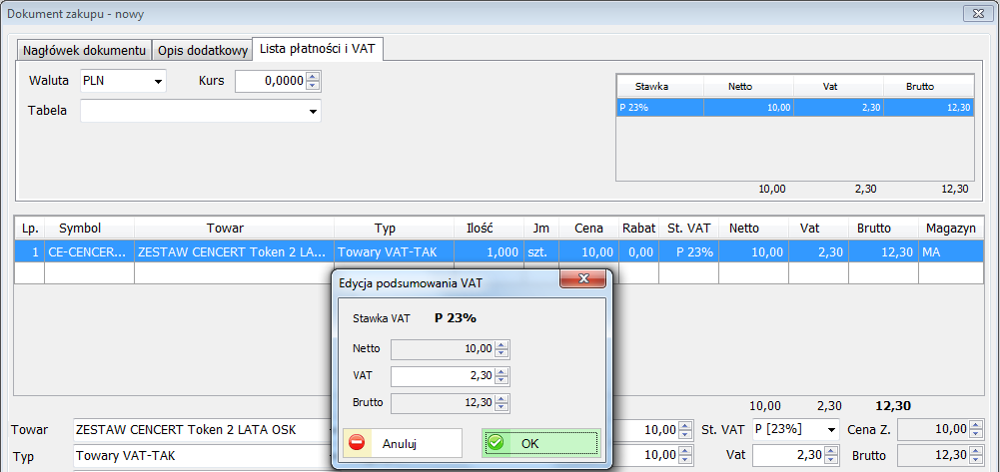 Dokument zakupu - nowy
Nagłówek dokumentu Opis dodatkowy Lista płatności i VAT
Waluta PLN Kurs 0,0000
Tabela
Stawka Netto Vat Brutto
P 23% 10,00 2,30 12,30
10,00 2,30 12,30
Lp. Symbol Towar Typ Ilość Jm Cena Rabat St. VAT Netto Vat Brutto Magazyn
1 CE-CENCER... ZESTAW CENCERT Token 2 LA... Towary VAT-TAK 1,000 szt. 10,00 0,00 P 23% 10,00 2,30 12,30 MA
Edycja podsumowania VAT
Stawka VAT P 23%
Netto 10,00
VAT 2,30
Brutto 12,30
Anuluj OK
10,00 2,30 12,30
Towar ZESTAW CENCERT Token 2 LATA OSK 10,00 St. VAT P [23%] Cena Z. 10,00
Typ Towary VAT-TAK 10,00 Vat 2,30 Brutto 12,30